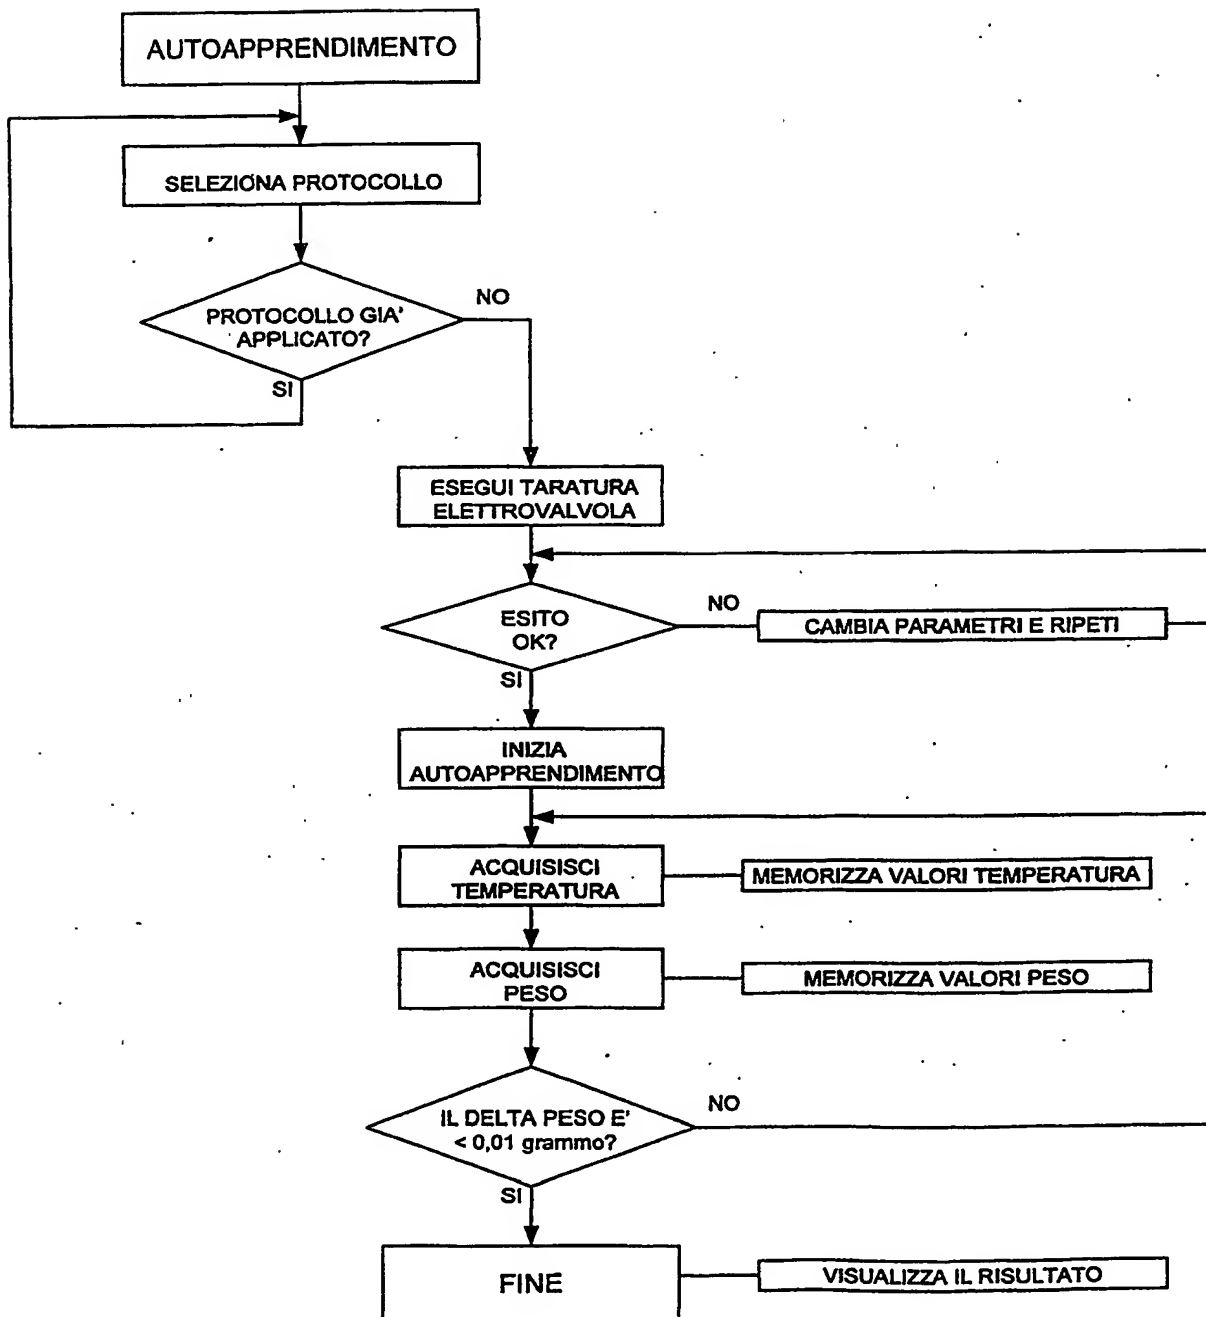 AUTOAPPRENDIMENTO
SELEZIONA PROTOCOLLO
PROTOCOLLO GIA'
APPLICATO?
NO
SI
ESEGUI TARATURA
ELETTROVALVOLA
ESITO
OK?
NO
CAMBIA PARAMETRI E RIPETI
SI
INIZIA
AUTOAPPRENDIMENTO
ACQUISISCI
TEMPERATURA
MEMORIZZA VALORI TEMPERATURA
ACQUISISCI
PESO
MEMORIZZA VALORI PESO
IL DELTA PESO E'
< 0,01 grammo?
NO
SI
FINE
VISUALIZZA IL RISULTATO